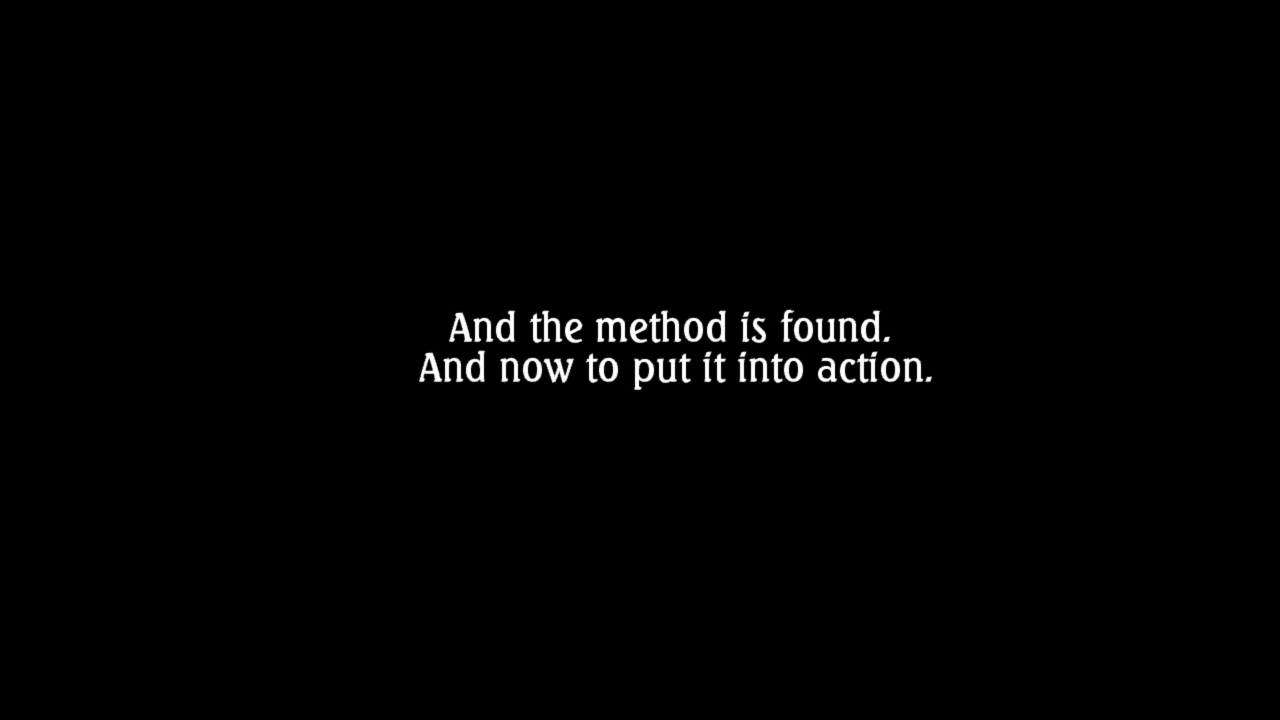 And the method is found.
And now to put it into action.